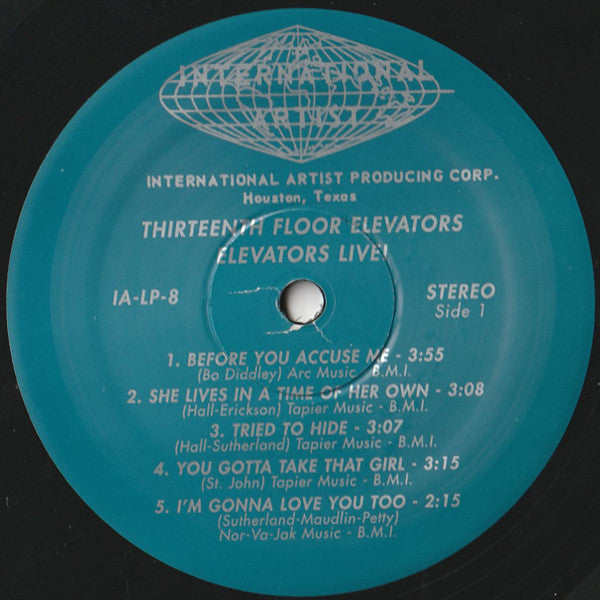 INTERNATIONAL
ARTISTS
INTERNATIONAL ARTIST PRODUCING CORP.
Houston, Texas
THIRTEENTH FLOOR ELEVATORS
ELEVATORS LIVE!
IA-LP-8
STEREO
Side 1
1. BEFORE YOU ACCUSE ME - 3:55
(Bo Diddley) Arc Music - B.M.I.
2. SHE LIVES IN A TIME OF HER OWN - 3:08
(Hall-Erickson) Tapier Music - B.M.I.
3. TRIED TO HIDE - 3:07
(Hall-Sutherland) Tapier Music - B.M.I.
4. YOU GOTTA TAKE THAT GIRL - 3:15
(St. John) Tapier Music - B.M.I.
5. I'M GONNA LOVE YOU TOO - 2:15
(Sutherland-Maudlin-Petty)
Nor-Va-Jak Music - B.M.I.